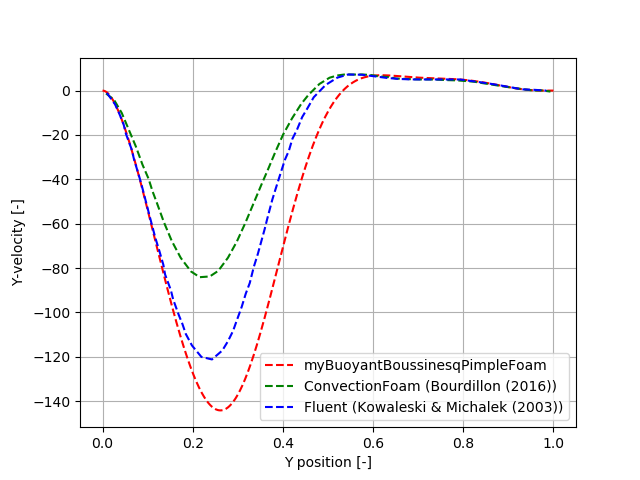 0
−20
−40
−60
−80
−100
−120
−140
Y-velocity [-]
myBuoyantBoussinesqPimpleFoam
ConvectionFoam (Bourdillon (2016))
Fluent (Kowaleski & Michalek (2003))
0.0 0.2 0.4 0.6 0.8 1.0
Y position [-]